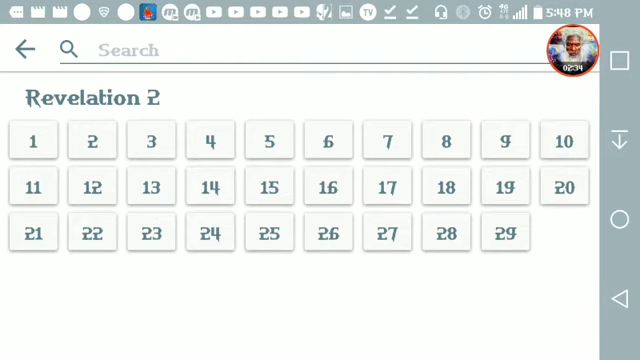 5:48 PM
Search
02:34
Revelation 2
1 2 3 4 5 6 7 8 9 10
11 12 13 14 15 16 17 18 19 20
21 22 23 24 25 26 27 28 29